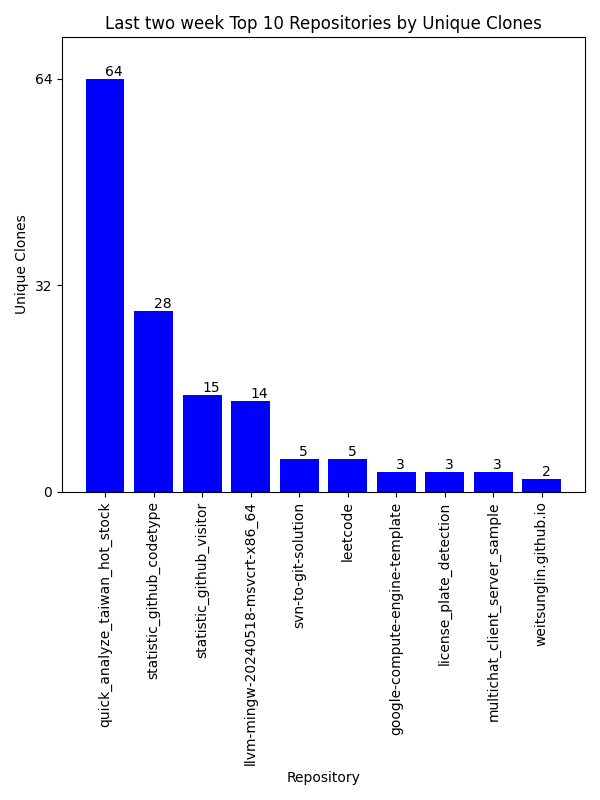 Last two week Top 10 Repositories by Unique Clones
Unique Clones
64
32
0
64
28
15
14
5
5
3
3
3
2
quick_analyze_taiwan_hot_stock
statistic_github_codetype
statistic_github_visitor
llvm-mingw-20240518-msvcrt-x86_64
svn-to-git-solution
leetcode
google-compute-engine-template
license_plate_detection
multichat_client_server_sample
weitsunglin.github.io
Repository